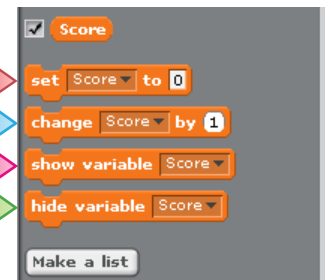 Score
set Score to 0
change Score by 1
show variable Score
hide variable Score
Make a list